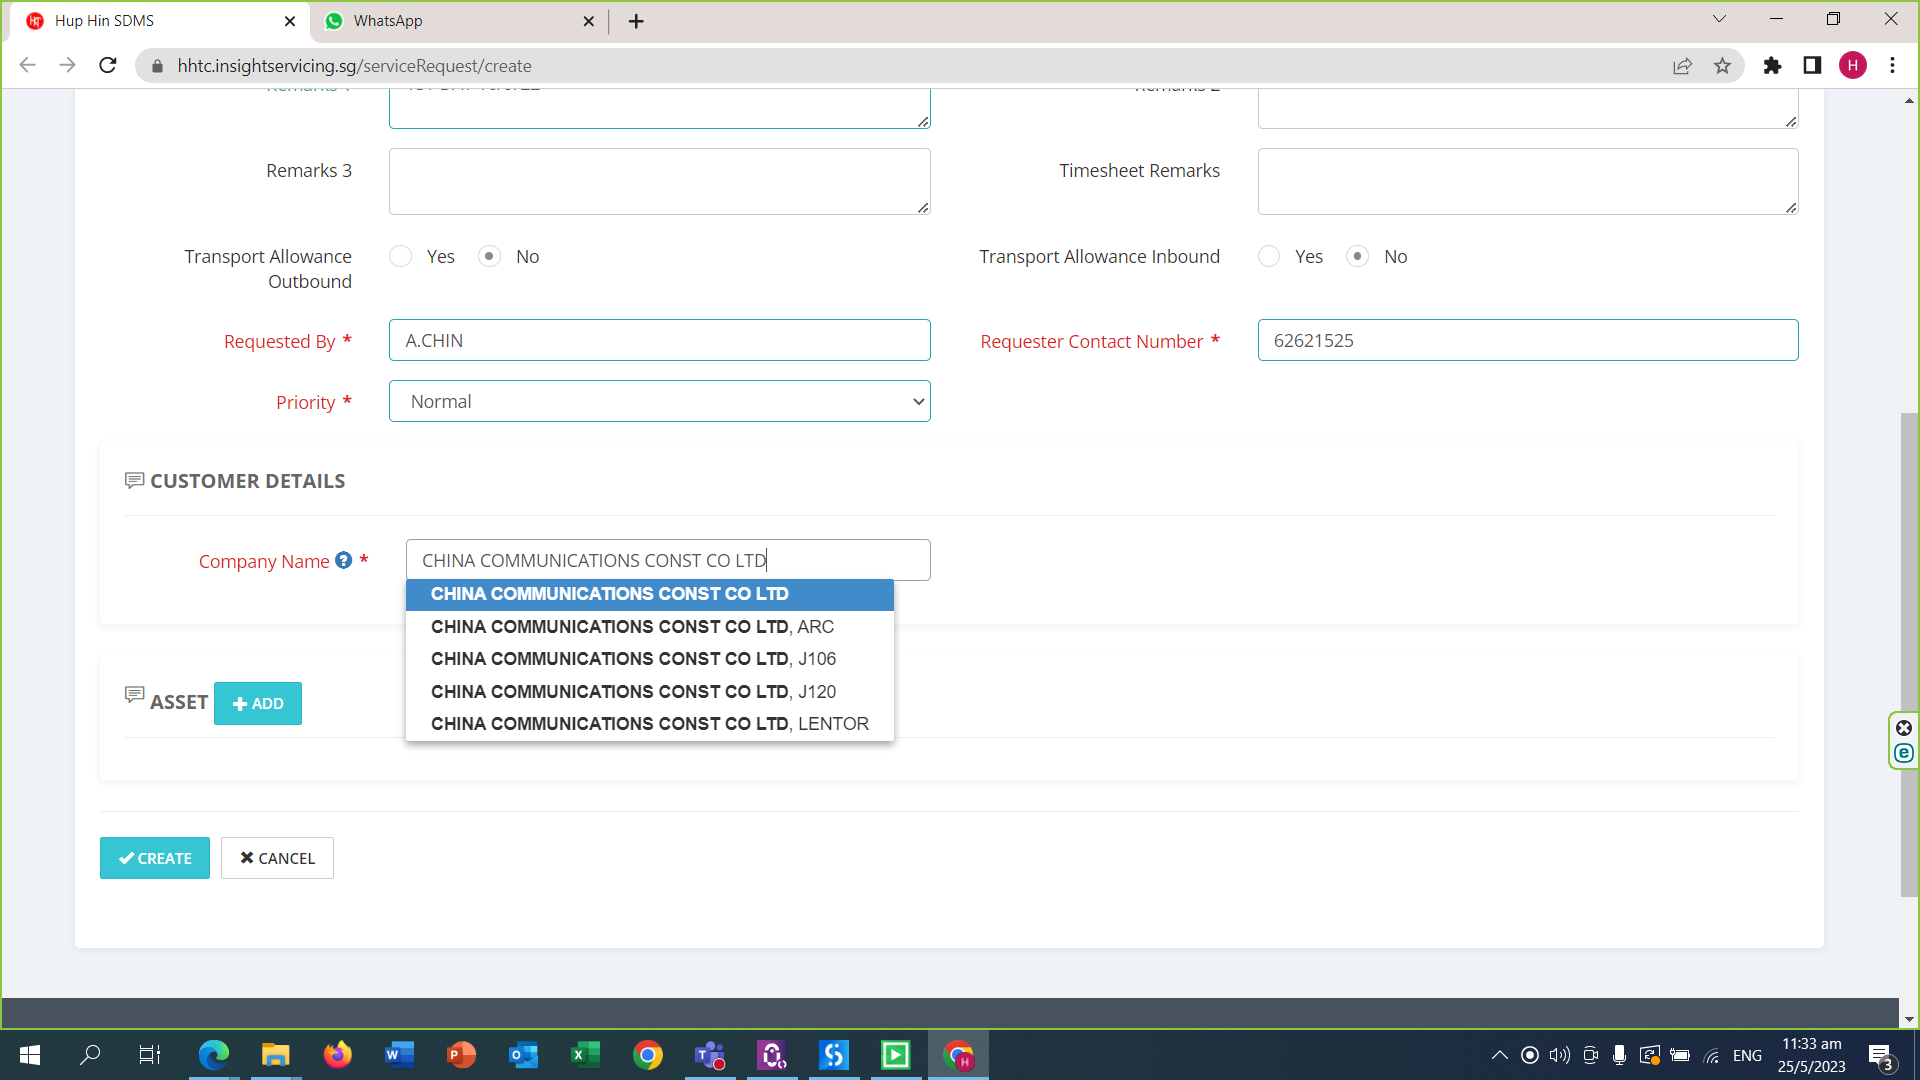 Hup Hin SDMS
WhatsApp
hhtc.insightservicing.sg/serviceRequest/create
H
Remarks 3
Timesheet Remarks
Transport Allowance Outbound
Yes
No
Transport Allowance Inbound
Yes
No
Requested By *
A.CHIN
Requester Contact Number *
62621525
Priority *
Normal
CUSTOMER DETAILS
Company Name ? *
CHINA COMMUNICATIONS CONST CO LTD
CHINA COMMUNICATIONS CONST CO LTD
CHINA COMMUNICATIONS CONST CO LTD, ARC
CHINA COMMUNICATIONS CONST CO LTD, J106
CHINA COMMUNICATIONS CONST CO LTD, J120
CHINA COMMUNICATIONS CONST CO LTD, LENTOR
ASSET
ADD
CREATE
CANCEL
ENG
11:33 am
25/5/2023
3